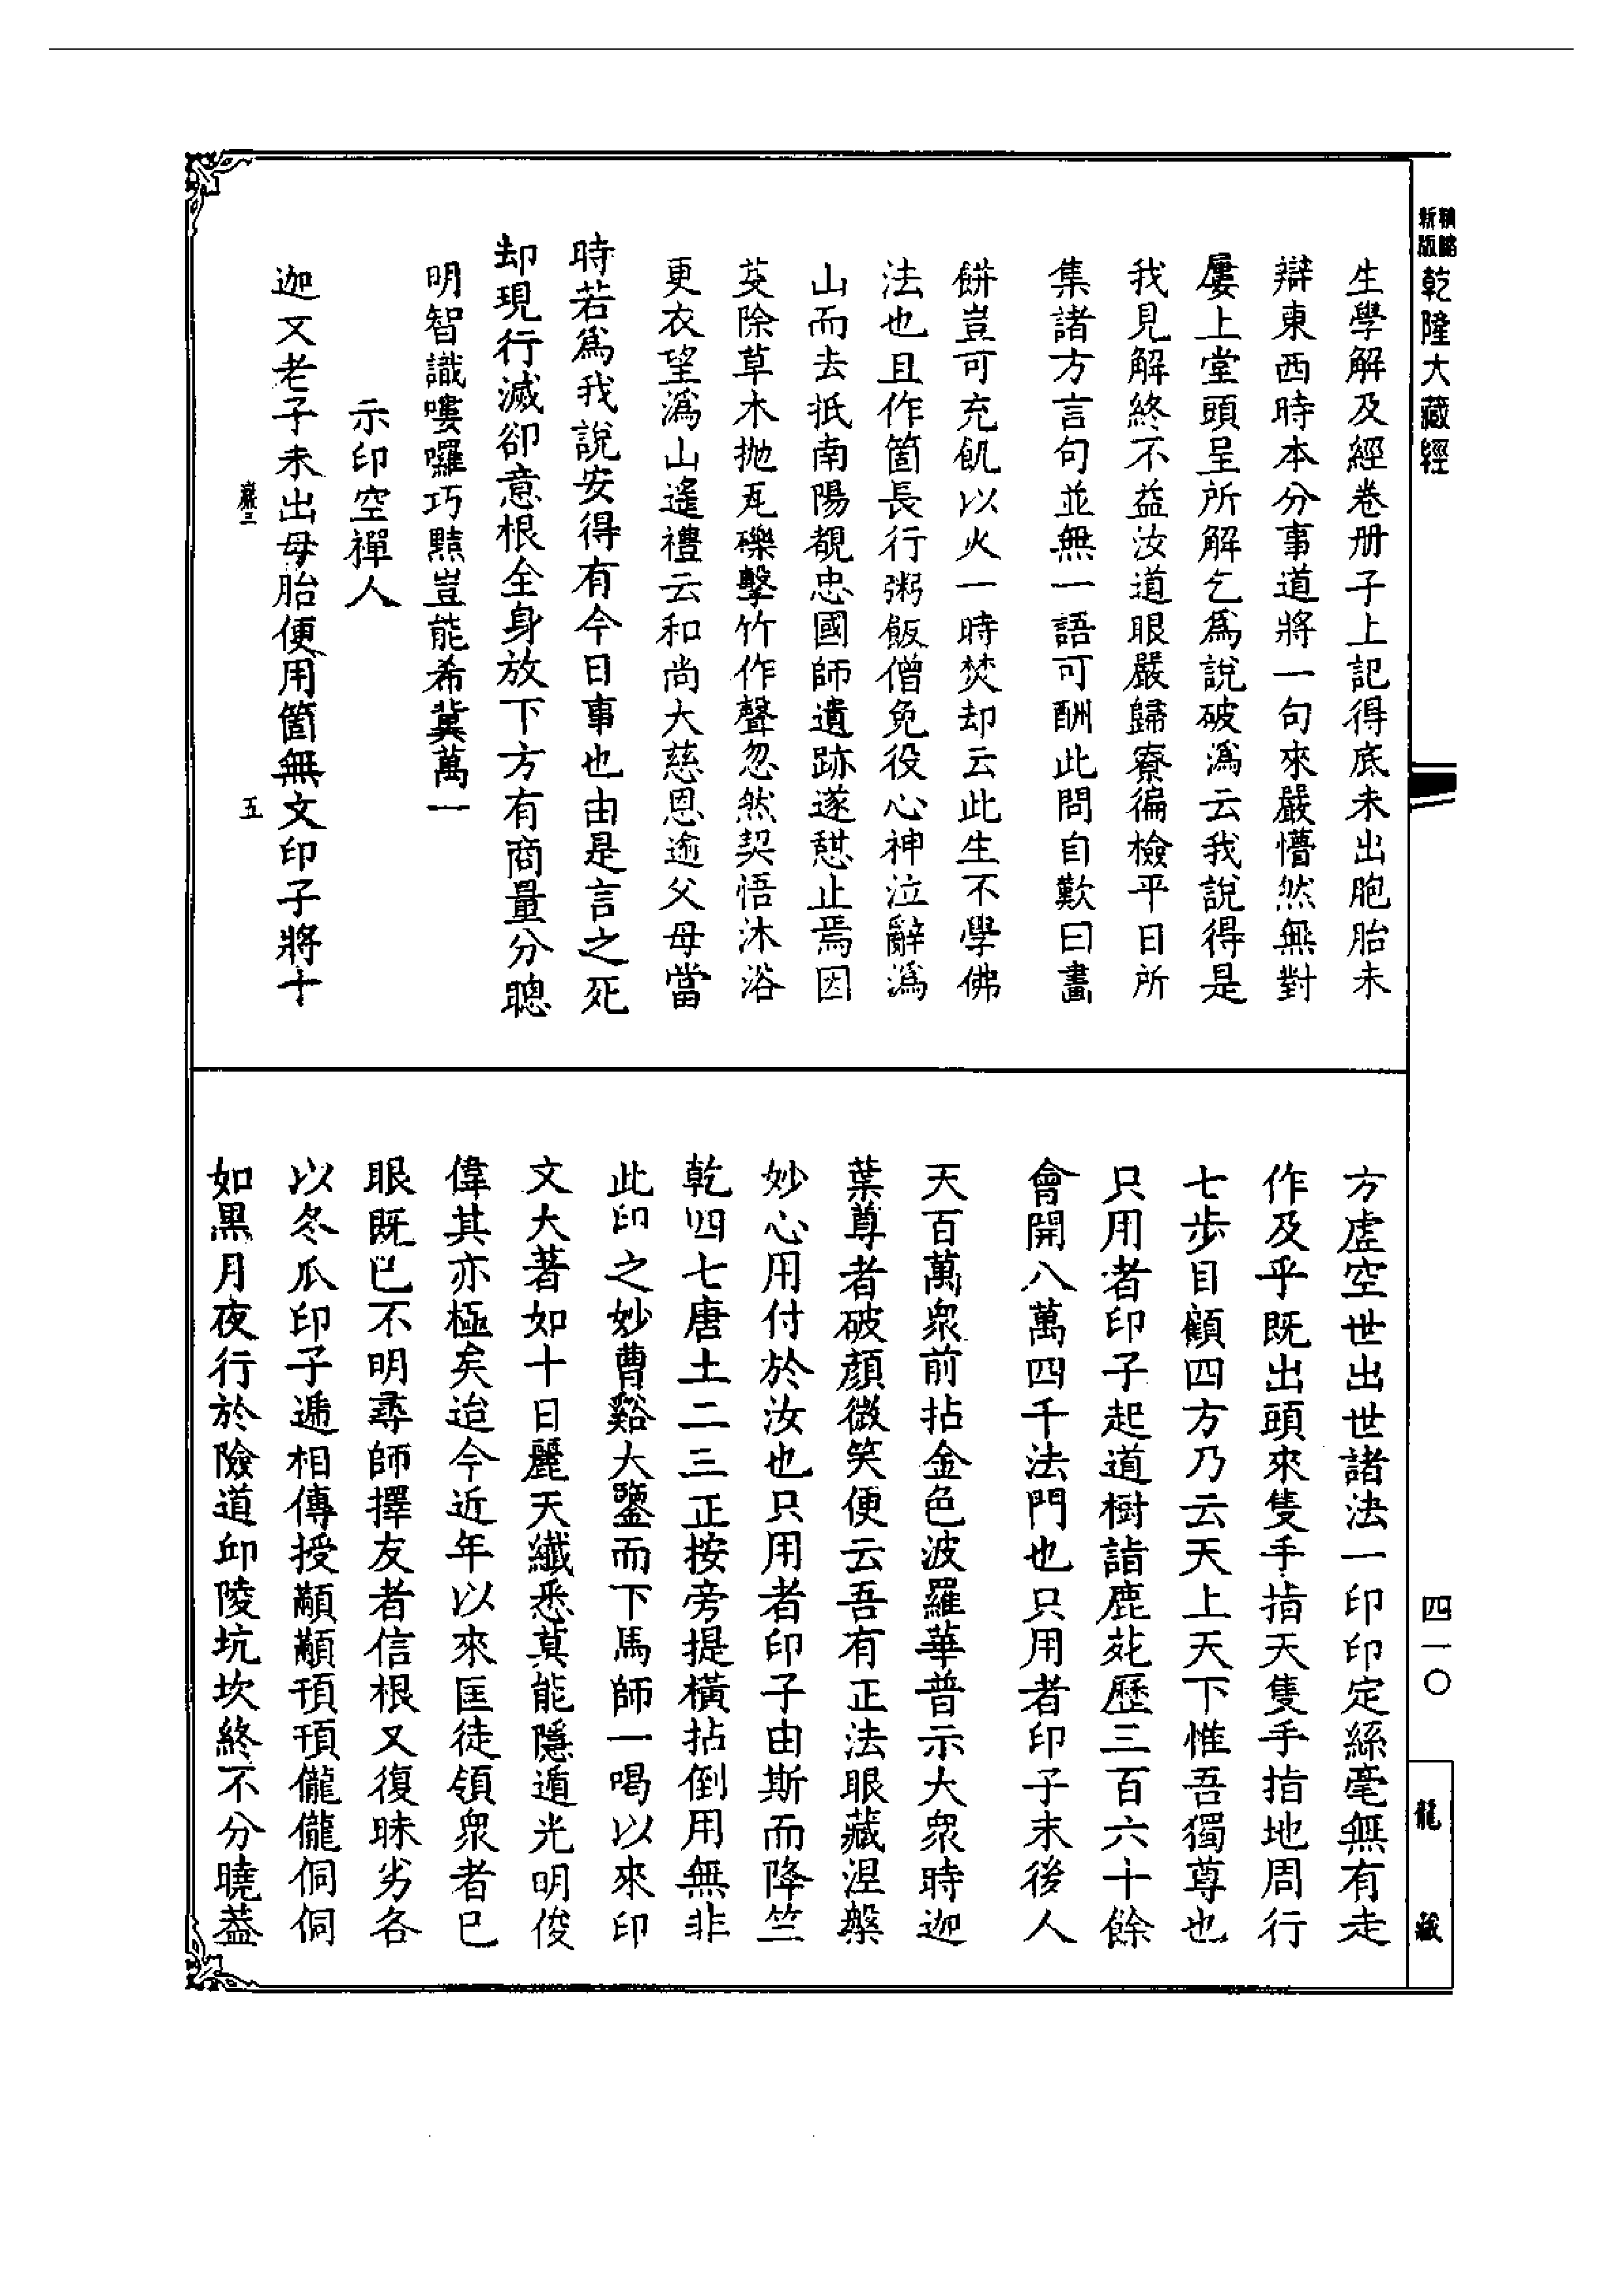 新版
精縮
乾隆大藏經
生學解及經卷册子上記得底未出胞胎未
辯東西時本分事道將一句來嚴懵然無對
屢上堂頭呈所解乞爲說破溈云我說得是
我見解終不益汝道眼嚴歸寮徧檢平日所
集諸方言句並無一語可酬此問自歎曰畫
餅豈可充飢以火一時焚却云此生不學佛
法也且作箇長行粥飯僧免役心神泣辭溈
山而去抵南陽覩忠國師遺跡遂憇止焉因
芟除草木拋瓦礫擊竹作聲忽然契悟沐浴
更衣望溈山遙禮云和尚大慈恩逾父母當
時若爲我說安得有今日事也由是言之死
却現行滅卻意根全身放下方有商量分聰
明智識嘍囉巧黠豈能希冀萬一
示印空禪人
迦文老子未出母胎便用箇無文印子將十
嶽三
五
方虛空世出世諸法一印印定絲毫無有走
作及乎既出頭來隻手指天隻手指地周行
七步目顧四方乃云天上天下惟吾獨尊也
只用者印子起道樹詣鹿苑歷三百六十餘
會開八萬四千法門也只用者印子末後人
天百萬衆前拈金色波羅華普示大衆時迦
葉尊者破顏微笑便云吾有正法眼藏涅槃
妙心用付於汝也只用者印子由斯而降竺
乾四七唐土二三正按旁提橫拈倒用無非
此印之妙曹谿大鑒而下馬師一喝以來印
文大著如十日麗天纖悉莫能隱遁光明俊
偉其亦極矣迨今近年以來匡徒領衆者已
眼既已不明尋師擇友者信根又復昧劣各
以冬瓜印子遞相傳授顢顢頇頇儱儱侗侗
如黑月夜行於險道邱陵坑坎終不分曉葢
四一〇
龍藏